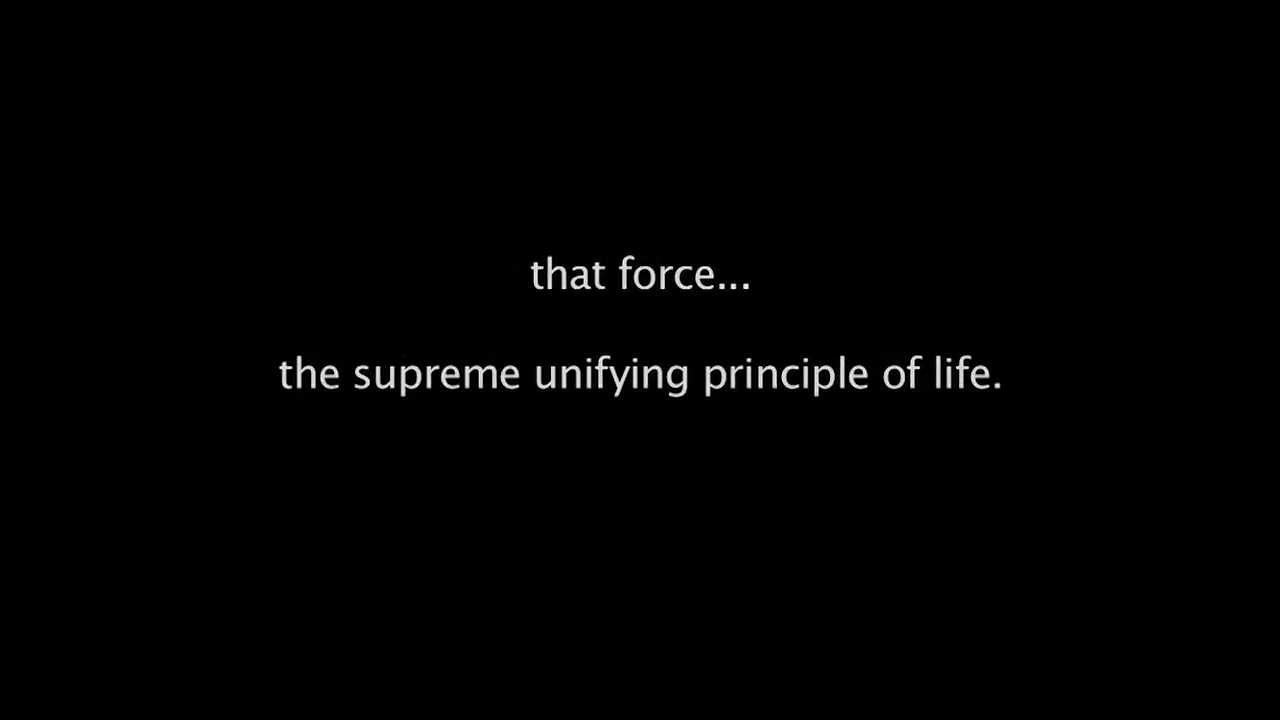 that force...
the supreme unifying principle of life.